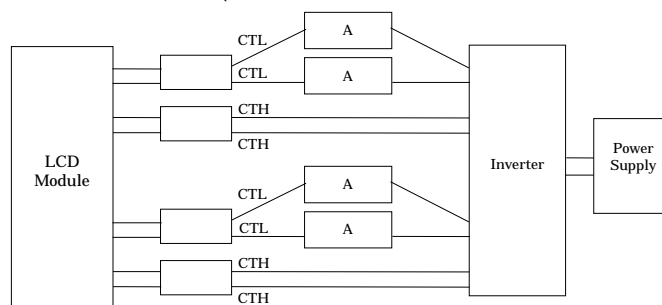 CTL
A
CTL
A
CTH
CTH
LCD
Module
Inverter
Power
Supply
CTL
A
CTL
A
CTH
CTH